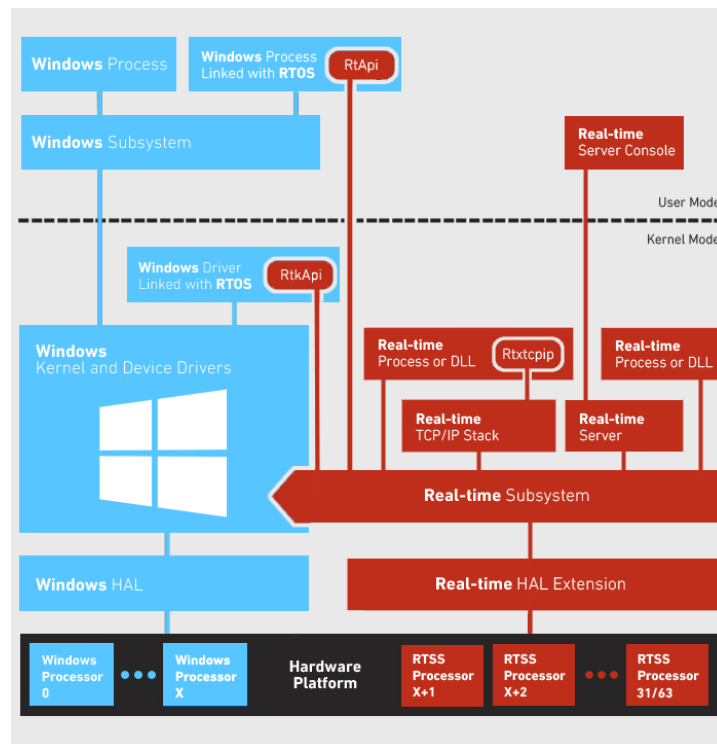 Windows Process
Windows Process
Linked with RTOS
RtApi
Windows Subsystem
Real-time
Server Console
User Mode
Kernel Mode
Windows Driver
Linked with RTOS
RtkApi
Windows
Kernel and Device Drivers
Real-time
Process or DLL
Rtxtcpip
Real-time
Process or DLL
Real-time
TCP/IP Stack
Real-time
Server
Real-time Subsystem
Windows HAL
Real-time HAL Extension
Windows
Processor
0
Windows
Processor
X
Hardware
Platform
RTSS
Processor
X+1
RTSS
Processor
X+2
RTSS
Processor
31/63